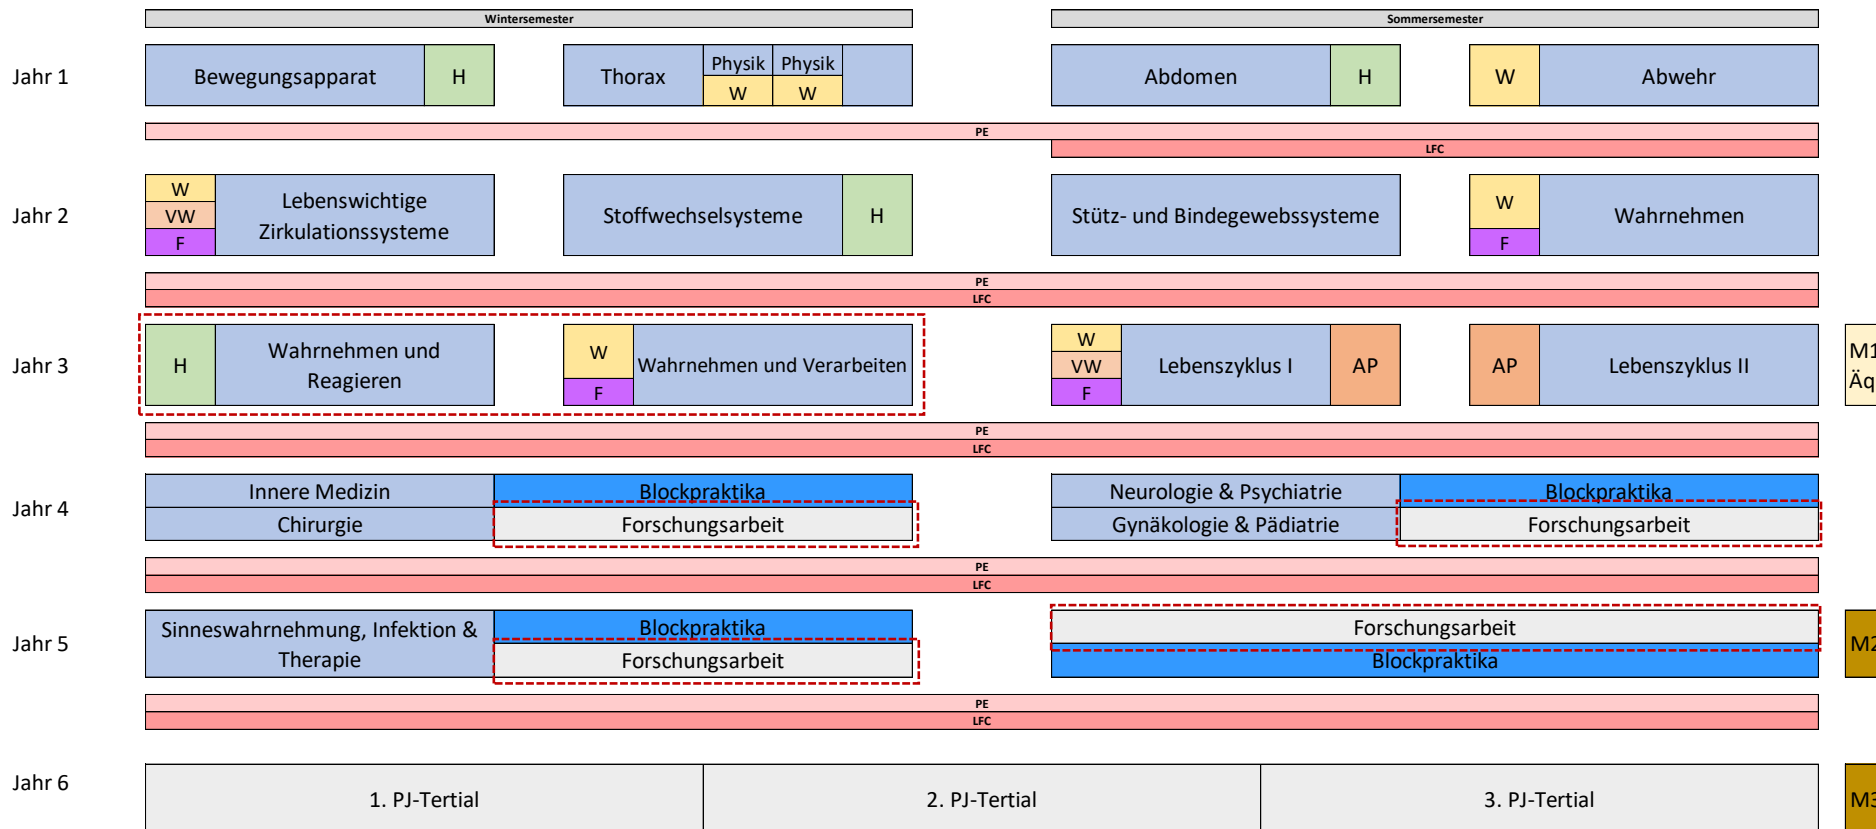 Wintersemester
Sommersemester
Jahr 1
Bewegungsapparat
H
Thorax
Physik
W
Physik
W
Abdomen
H
W
Abwehr
PE
LFC
Jahr 2
W
VW
F
Lebenswichtige
Zirkulationssysteme
Stoffwechselsysteme
H
Stütz- und Bindegewebssysteme
W
F
Wahrnehmen
PE
LFC
Jahr 3
H
Wahrnehmen und
Reagieren
W
F
Wahrnehmen und Verarbeiten
W
VW
F
Lebenszyklus I
AP
AP
Lebenszyklus II
M1
Äq
PE
LFC
Jahr 4
Innere Medizin
Chirurgie
Blockpraktika
Forschungsarbeit
Neurologie & Psychiatrie
Gynäkologie & Pädiatrie
Blockpraktika
Forschungsarbeit
PE
LFC
Jahr 5
Sinneswahrnehmung, Infektion &
Therapie
Blockpraktika
Forschungsarbeit
Forschungsarbeit
Blockpraktika
M2
PE
LFC
Jahr 6
1. PJ-Tertial
2. PJ-Tertial
3. PJ-Tertial
M3